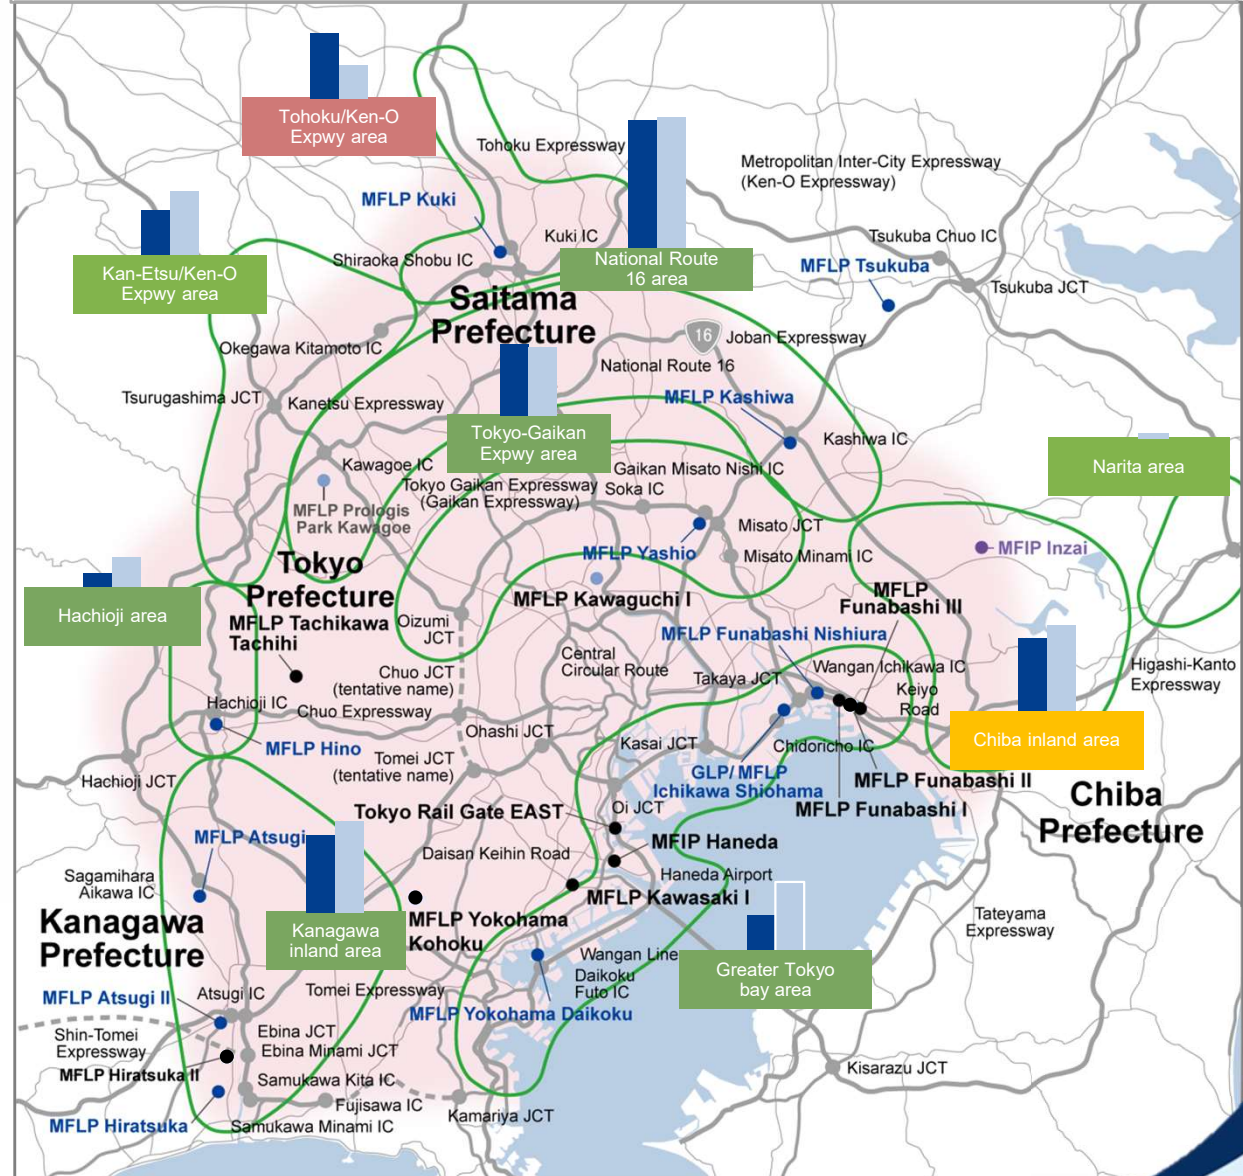 Tohoku/Ken-O
Expwy area
Tohoku Expressway
Metropolitan Inter-City Expressway
(Ken-O Expressway)
MFLP Kuki
Kuki IC
Tsukuba Chuo IC
Shiraoka Shobu IC
National Route
16 area
MFLP Tsukuba
Kan-Etsu/Ken-O
Expwy area
Tsukuba JCT
Saitama
Prefecture
16
Joban Expressway
Okegawa Kitamoto IC
National Route 16
Tsurugashima JCT
Kanetsu Expressway
MFLP Kashiwa
Tokyo-Gaikan
Expwy area
Kashiwa IC
Kawagoe IC
Gaikan Misato Nishi IC
Narita area
Tokyo Gaikan Expressway
(Gaikan Expressway)
Soka IC
MFLP Prologis
Park Kawagoe
Misato JCT
MFLP Yashio
Misato Minami IC
MFIP Inzai
Tokyo
Prefecture
MFLP Kawaguchi I
MFLP
Funabashi III
Hachioji area
MFLP Tachikawa
Tachihi
Oizumi
JCT
MFLP Funabashi Nishiura
Central
Circular Route
Wangan Ichikawa IC
Takaya JCT
Chuo JCT
(tentative name)
Keiyo
Road
Higashi-Kanto
Expressway
Hachioji IC
Chuo Expressway
MFLP Hino
Ohashi JCT
Kasai JCT
Chidoricho IC
Chiba inland area
Tomei JCT
(tentative name)
Hachioji JCT
GLP/MFLP
Ichikawa Shiohama
MFLP Funabashi II
MFLP Funabashi I
Chiba
Prefecture
Tokyo Rail Gate EAST
Oi JCT
MFLP Atsugi
MFIP Haneda
Daisan Keihin Road
Sagamihara
Aikawa IC
Haneda Airport
MFLP Kawasaki I
Kanagawa
Prefecture
Kanagawa
inland area
MFLP Yokohama
Kohoku
Tateyama
Expressway
Wangan Line
Daikoku
Futo IC
Greater Tokyo
bay area
MFLP Atsugi II
Atsugi IC
Tomei Expressway
MFLP Yokohama Daikoku
Shin-Tomei
Expressway
Ebina JCT
Ebina Minami JCT
MFLP Hiratsuka II
Samukawa Kita IC
Kisarazu JCT
Fujisawa IC
Kamariya JCT
MFLP Hiratsuka
Samukawa Minami IC